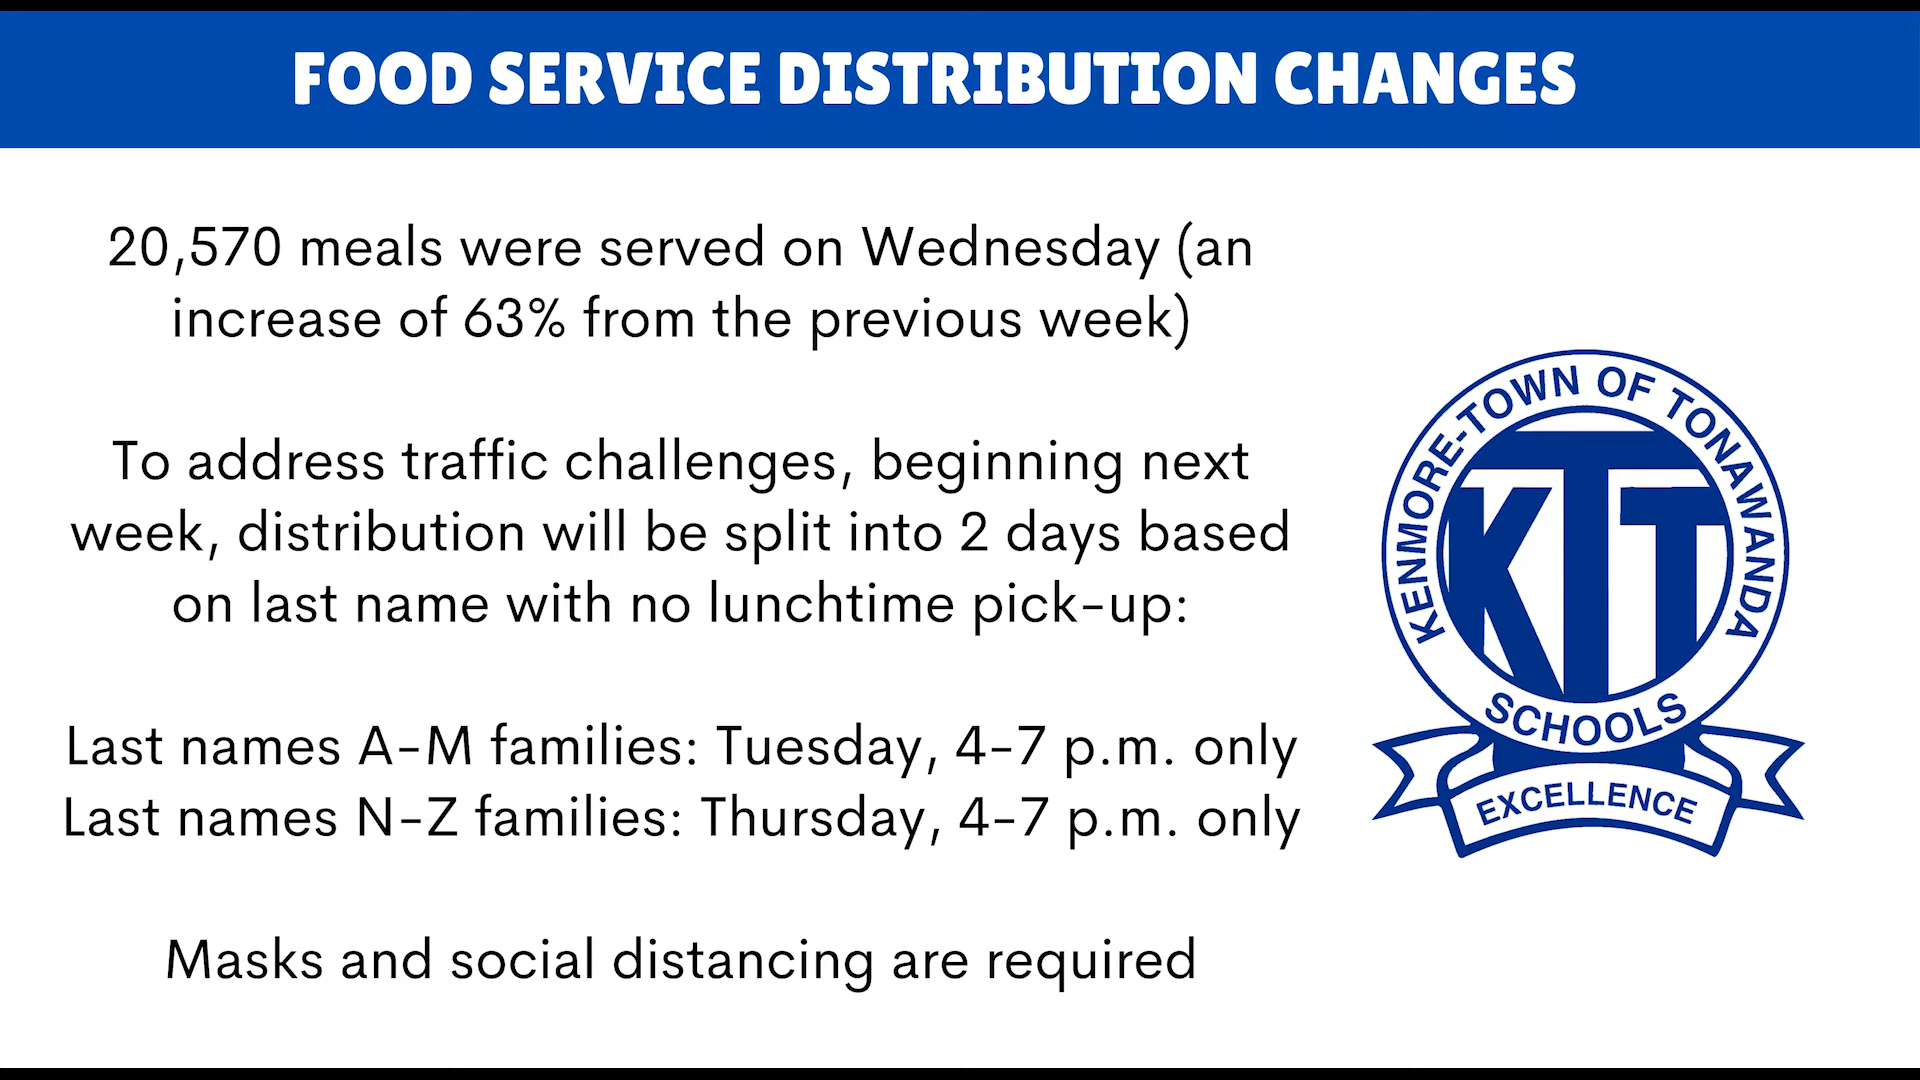 FOOD SERVICE DISTRIBUTION CHANGES
20,570 meals were served on Wednesday (an
increase of 63% from the previous week)
To address traffic challenges, beginning next
week, distribution will be split into 2 days based
on last name with no lunchtime pick-up:
Last names A-M families: Tuesday, 4-7 p.m. only
Last names N-Z families: Thursday, 4-7 p.m. only
Masks and social distancing are required
KENMORE-TOWN OF TONAWANDA
KTT
SCHOOLS
EXCELLENCE